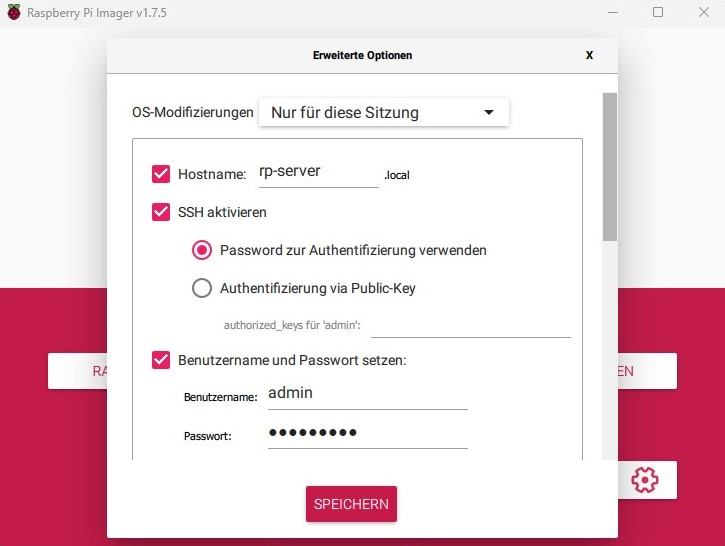 Raspberry Pi Imager v1.7.5
Erweiterte Optionen X
OS-Modifizierungen Nur für diese Sitzung
Hostname: rp-server .local
SSH aktivieren
Password zur Authentifizierung verwenden
Authentifizierung via Public-Key
authorized_keys für 'admin':
Benutzername und Passwort setzen:
RA EN
Benutzername: admin
Passwort: ●●●●●●●●●
SPEICHERN